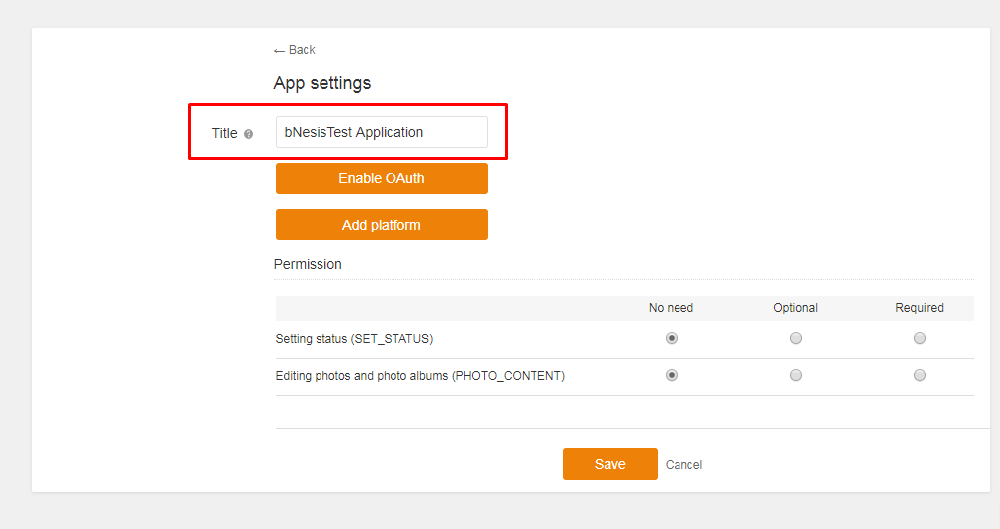 ← Back
App settings
Title ? bNesisTest Application
Enable OAuth
Add platform
Permission
No need Optional Required
Setting status (SET_STATUS)
Editing photos and photo albums (PHOTO_CONTENT)
Save Cancel